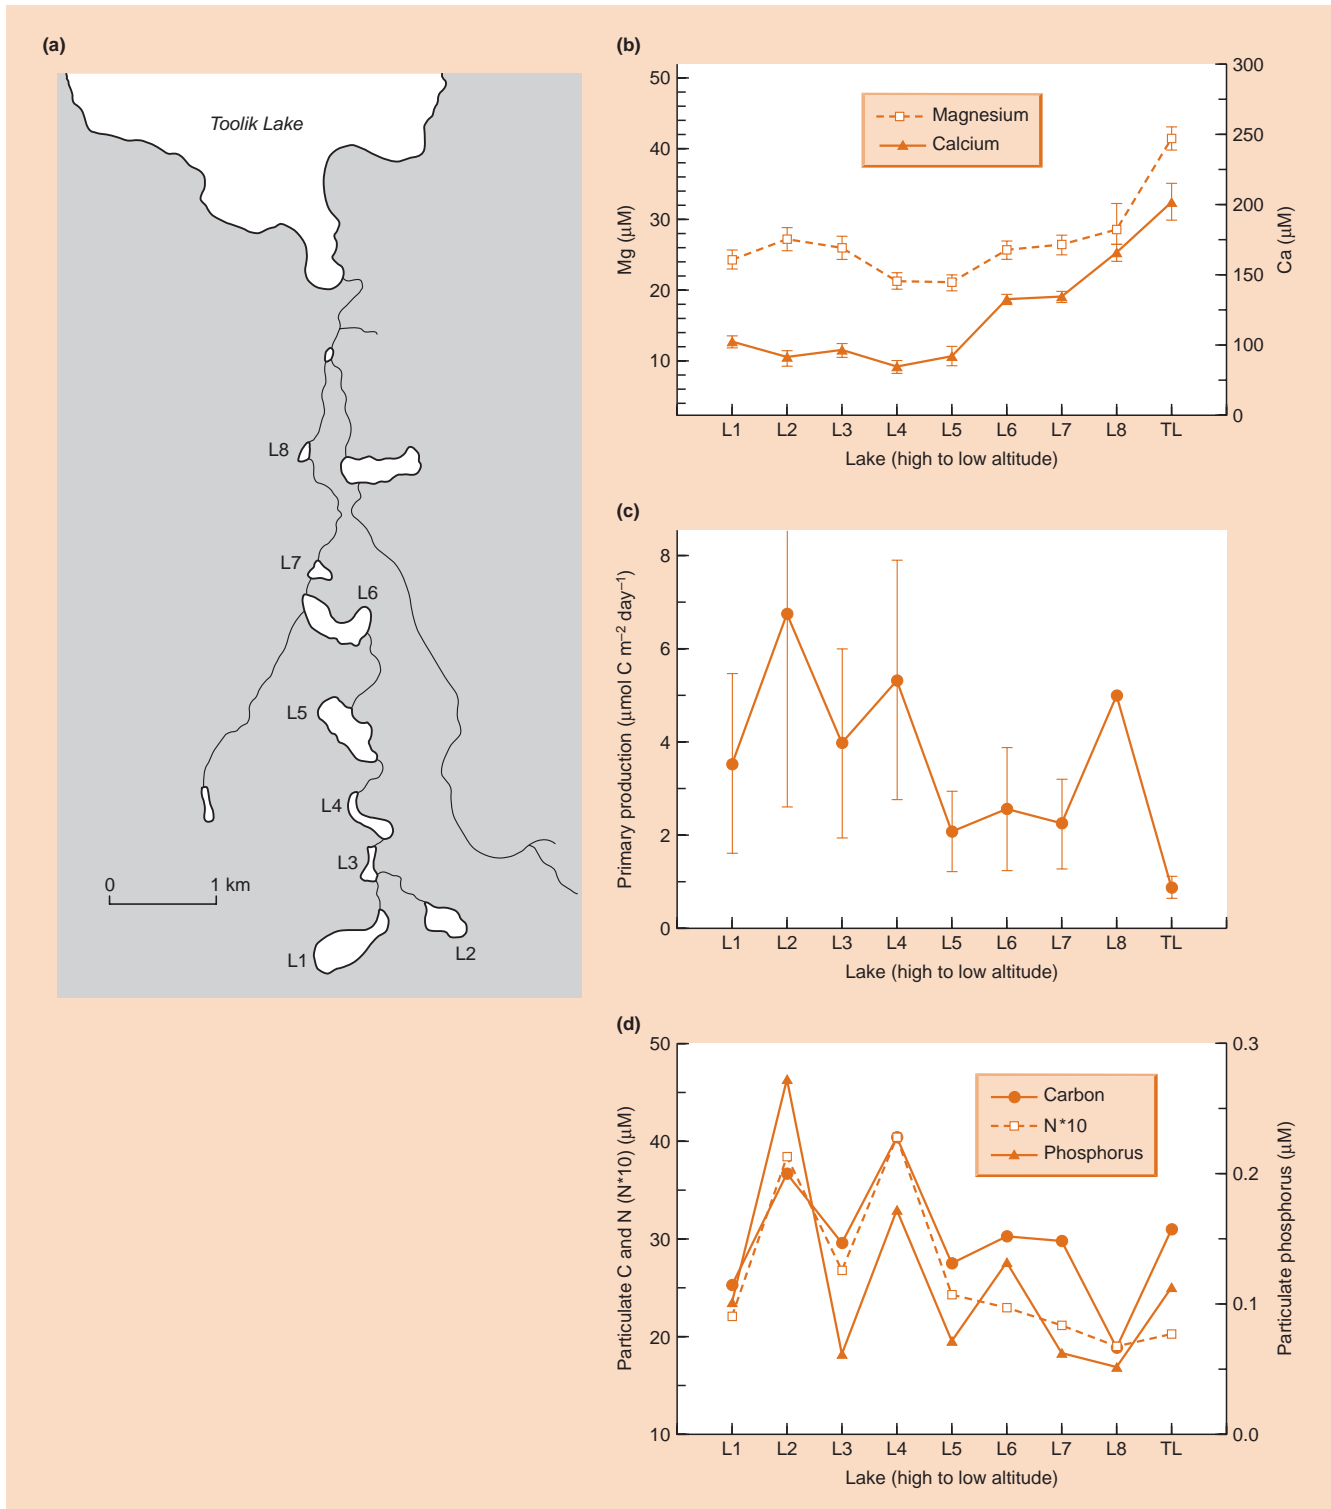 (a)
Toolik Lake
L8
L7
L6
L5
L4
L3
0 1 km
L1
L2
(b)
50
40
30
20
10
Mg (µM)
300
250
200
150
100
0
Ca (µM)
Magnesium
Calcium
L1 L2 L3 L4 L5 L6 L7 L8 TL
Lake (high to low altitude)
(c)
8
6
4
2
0
Primary production (µmol C m⁻² day⁻¹)
L1 L2 L3 L4 L5 L6 L7 L8 TL
Lake (high to low altitude)
(d)
50
40
30
20
10
Particulate C and N (N*10) (µM)
0.3
0.2
0.1
0.0
Particulate phosphorus (µM)
Carbon
N*10
Phosphorus
L1 L2 L3 L4 L5 L6 L7 L8 TL
Lake (high to low altitude)